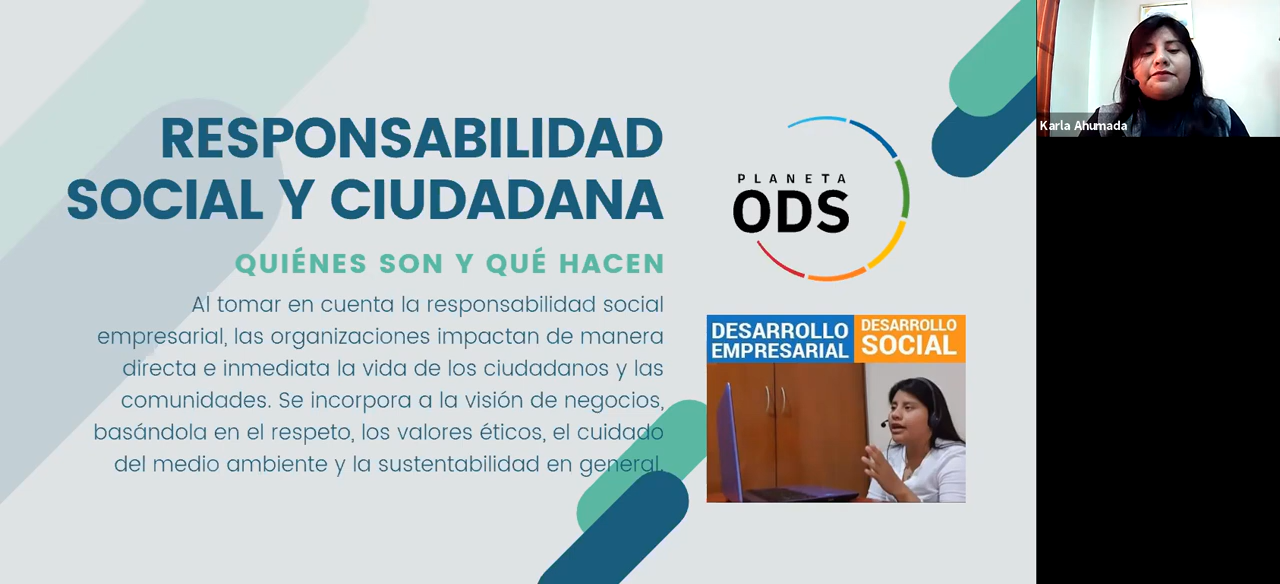 RESPONSABILIDAD
SOCIAL Y CIUDADANA
QUIÉNES SON Y QUÉ HACEN
Al tomar en cuenta la responsabilidad social
empresarial, las organizaciones impactan de manera
directa e inmediata la vida de los ciudadanos y las
comunidades. Se incorpora a la visión de negocios,
basándola en el respeto, los valores éticos, el cuidado
del medio ambiente y la sustentabilidad en general.
PLANETA
ODS
DESARROLLO
EMPRESARIAL
DESARROLLO
SOCIAL
Karla Ahumada